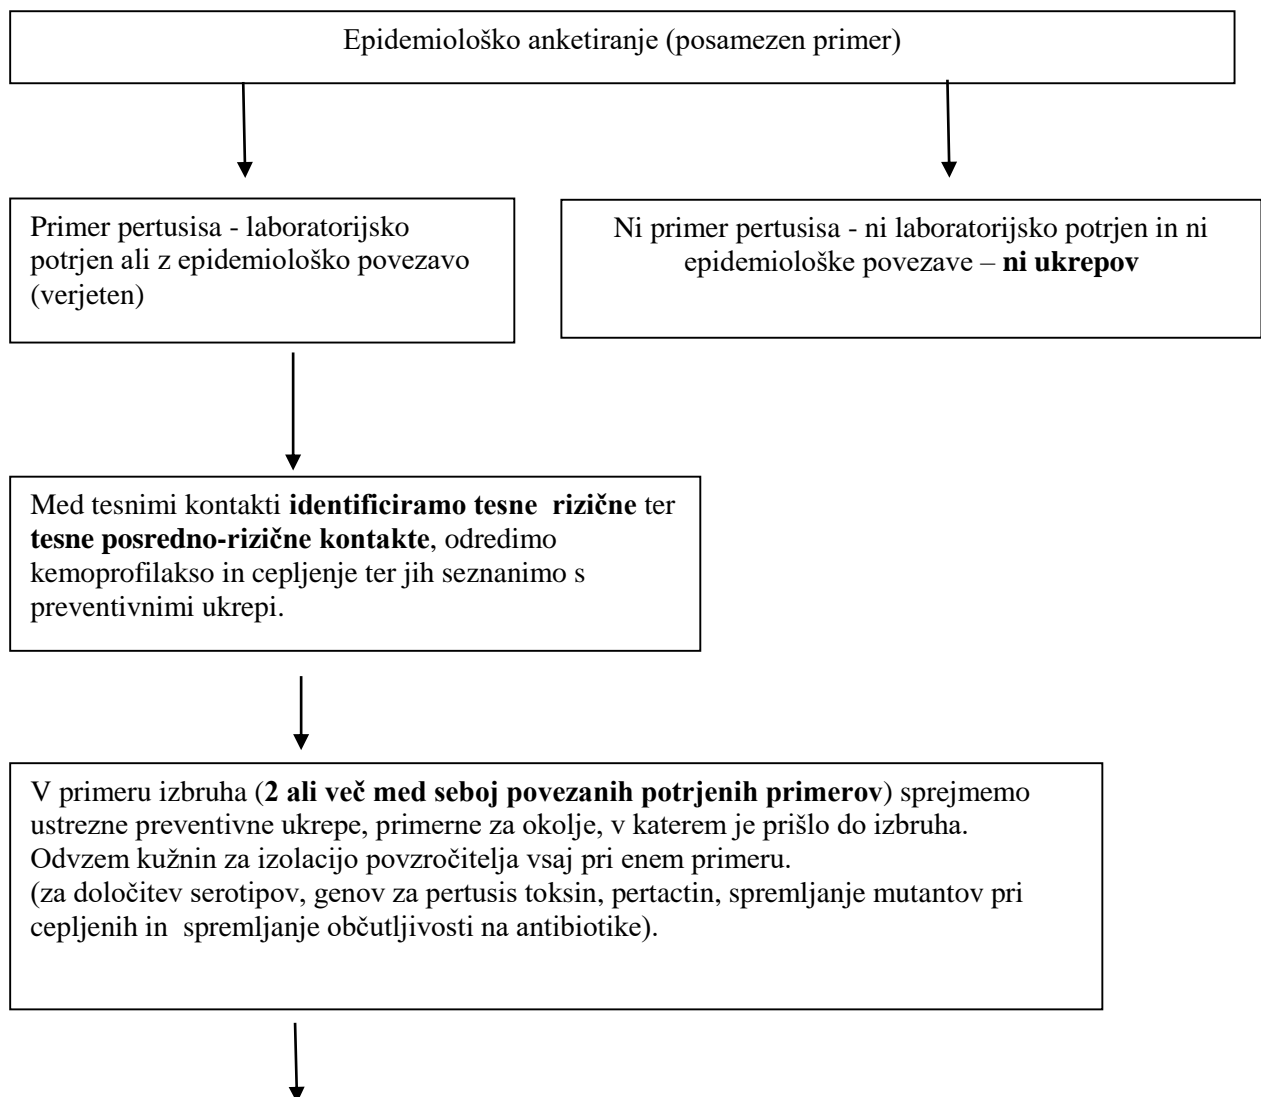 Epidemiološko anketiranje (posamezen primer)
Primer pertusisa - laboratorijsko
potrjen ali z epidemiološko povezavo
(verjeten)
Ni primer pertusisa - ni laboratorijsko potrjen in ni
epidemiološke povezave – ni ukrepov
Med tesnimi kontakti identificiramo tesne  rizične ter
tesne posredno-rizične kontakte, odredimo
kemoprofilakso in cepljenje ter jih seznanimo s
preventivnimi ukrepi.
V primeru izbruha (2 ali več med seboj povezanih potrjenih primerov) sprejmemo
ustrezne preventivne ukrepe, primerne za okolje, v katerem je prišlo do izbruha.
Odvzem kužnin za izolacijo povzročitelja vsaj pri enem primeru.
(za določitev serotipov, genov za pertusis toksin, pertactin, spremljanje mutantov pri
cepljenih in  spremljanje občutljivosti na antibiotike).